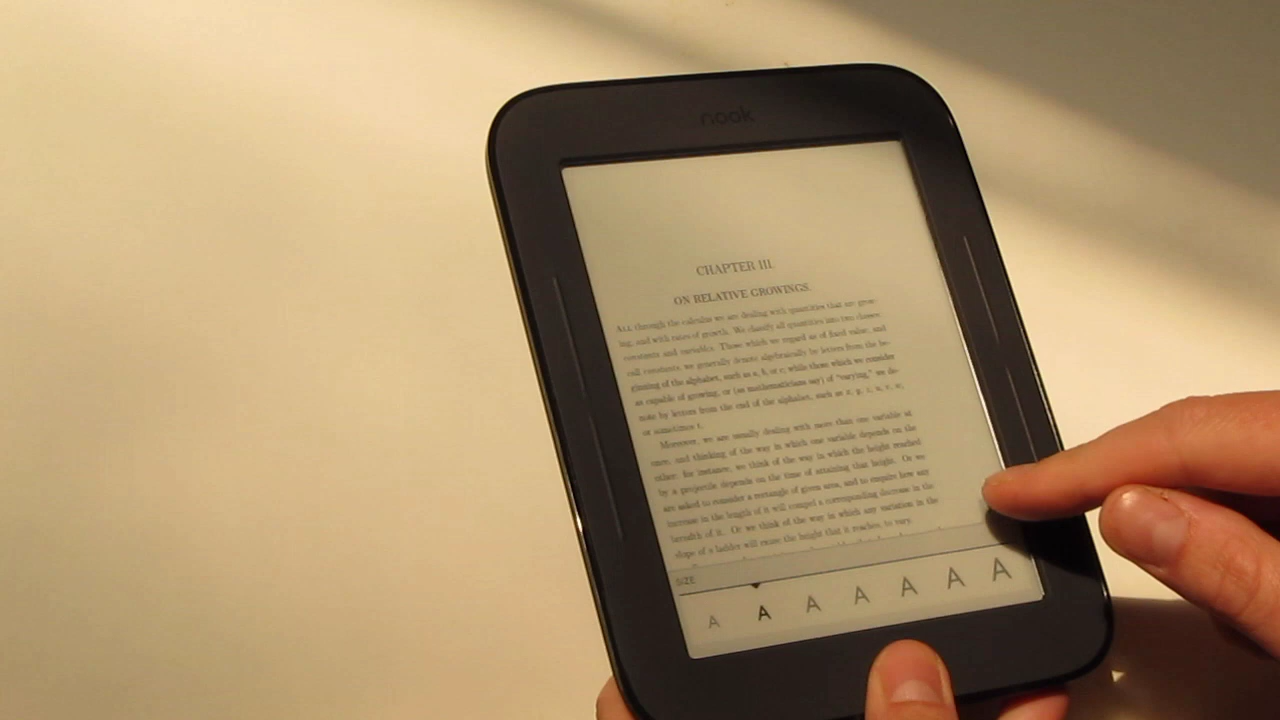 nook
CHAPTER III.
ON RELATIVE GROWINGS.
ALL through the calculus we are dealing with quantities that are grow-
ing, and with rates of growth. We classify all quantities into two classes:
constants and variables. Those which we regard as of fixed value, and
call constants, we generally denote algebraically by letters from the be-
ginning of the alphabet, such as a, b, or c; while those which we consider
as capable of growing, or (as mathematicians say) of "varying," we de-
note by letters from the end of the alphabet, such as x, y, z, u, v, w,
or sometimes t.
Moreover, we are usually dealing with more than one variable at
once, and thinking of the way in which one variable depends on the
other: for instance, we think of the way in which the height reached
by a projectile depends on the time of attaining that height. Or we
are asked to consider a rectangle of given area, and to enquire how any
increase in the length of it will compel a corresponding decrease in the
breadth of it. Or we think of the way in which any variation in the
slope of a ladder will cause the height that it reaches, to vary.
SIZE
A A A A A A A